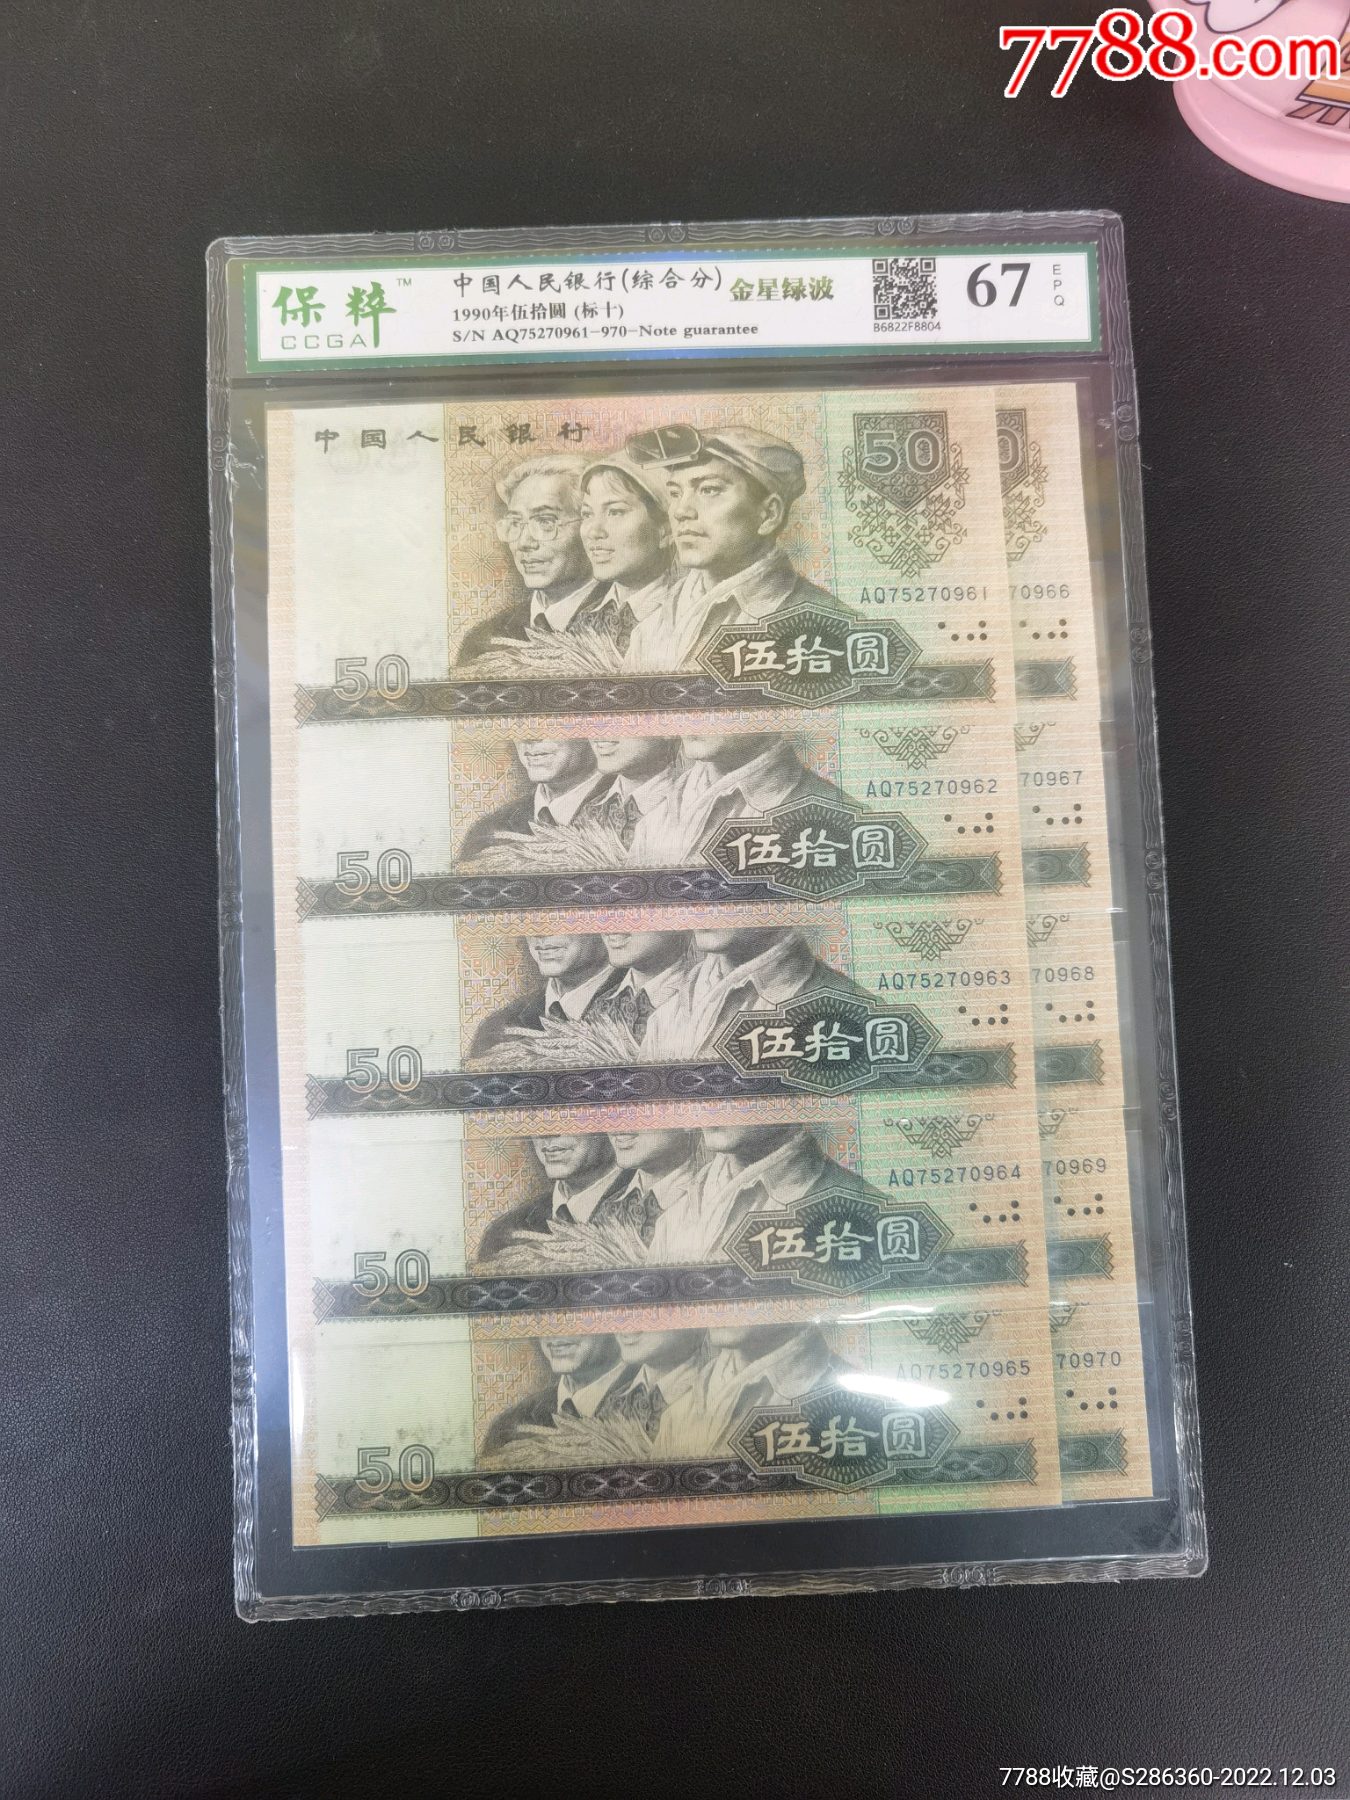 7788.com
保粹™
CCGA
中国人民银行(综合分) 金星绿波
1990年伍拾圆 (标十)
S/N AQ75270961-970-Note guarantee
B6822F8804
67
EPQ
中国人民银行
50
0
AQ75270961
70966
50
伍拾圆
AQ75270962
70967
50
伍拾圆
AQ75270963
70968
50
伍拾圆
AQ75270964
70969
50
伍拾圆
AQ75270965
70970
50
伍拾圆
7788收藏@S286360-2022.12.03